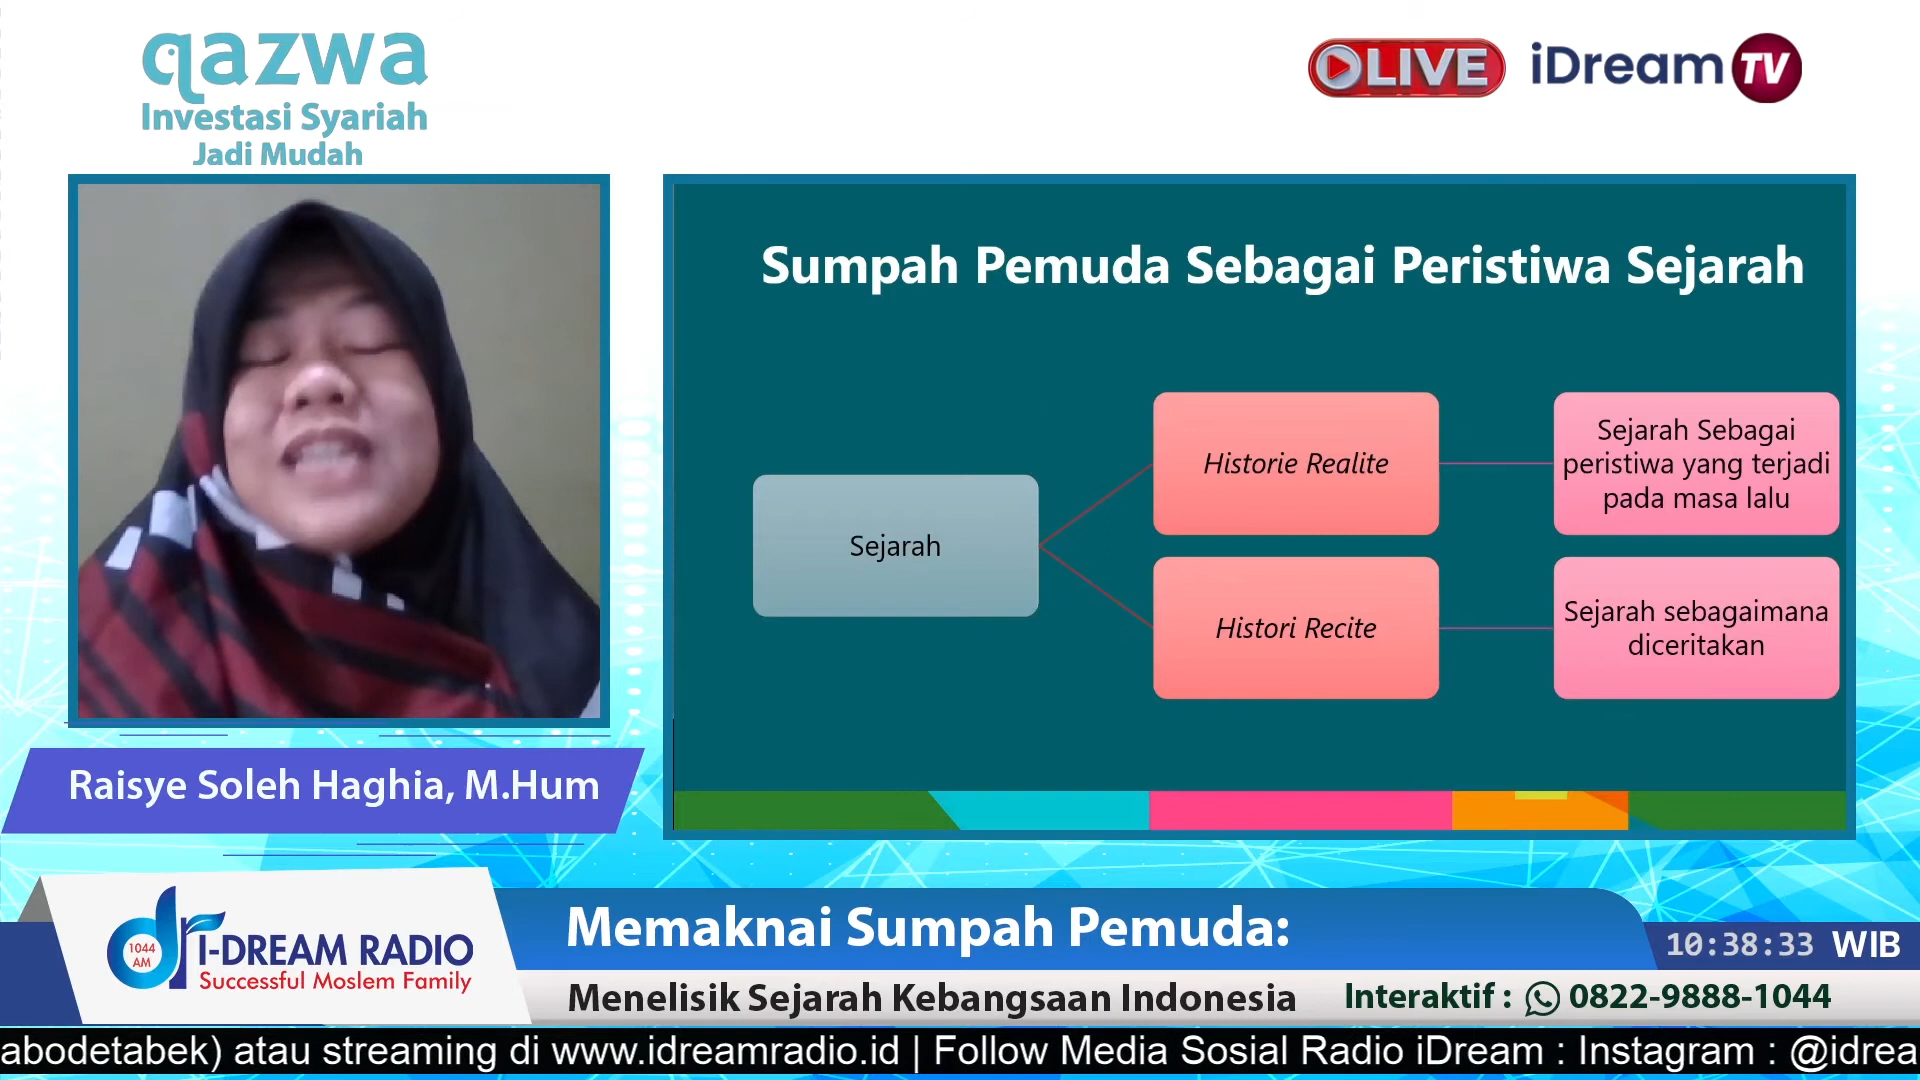 qazwa
Investasi Syariah
Jadi Mudah
LIVE
iDream TV
Sumpah Pemuda Sebagai Peristiwa Sejarah
Sejarah
Historie Realite
Sejarah Sebagai
peristiwa yang terjadi
pada masa lalu
Histori Recite
Sejarah sebagaimana
diceritakan
Raisye Soleh Haghia, M.Hum
dr
1044
AM
I-DREAM RADIO
Successful Moslem Family
Memaknai Sumpah Pemuda:
10:38:33 WIB
Menelisik Sejarah Kebangsaan Indonesia
Interaktif : 0822-9888-1044
abodetabek) atau streaming di www.idreamradio.id | Follow Media Sosial Radio iDream : Instagram : @idrea